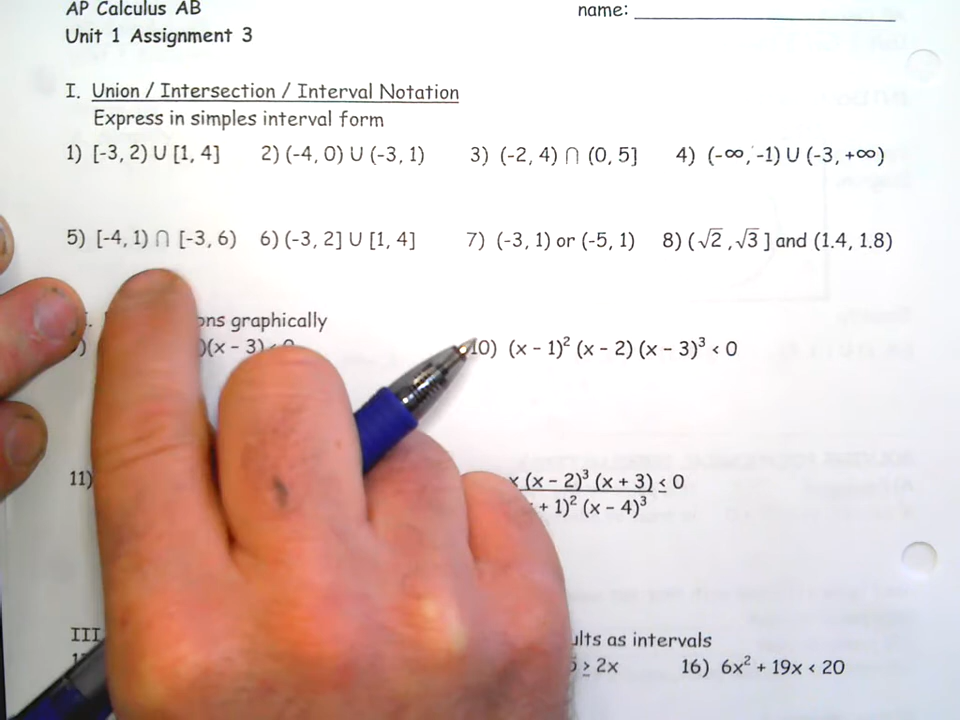 AP Calculus AB name:
Unit 1 Assignment 3
I. Union / Intersection / Interval Notation
Express in simples interval form
1) [-3, 2) U [1, 4] 2) (-4, 0) U (-3, 1) 3) (-2, 4) ∩ (0, 5] 4) (-∞, -1) U (-3, +∞)
5) [-4, 1) ∩ [-3, 6) 6) (-3, 2] U [1, 4] 7) (-3, 1) or (-5, 1) 8) (√2 ,√3 ] and (1.4, 1.8)
graphically
(x - 3) 10) (x - 1)² (x - 2) (x - 3)³ < 0
11) x (x - 2)³ (x + 3) ≤ 0
+ 1)² (x - 4)³
III as intervals
≥ 2x 16) 6x² + 19x < 20